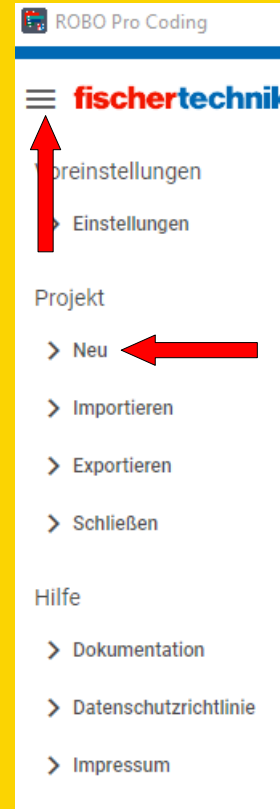 ROBO Pro Coding
fischertechnik
Voreinstellungen
Einstellungen
Projekt
Neu
Importieren
Exportieren
Schließen
Hilfe
Dokumentation
Datenschutzrichtlinie
Impressum